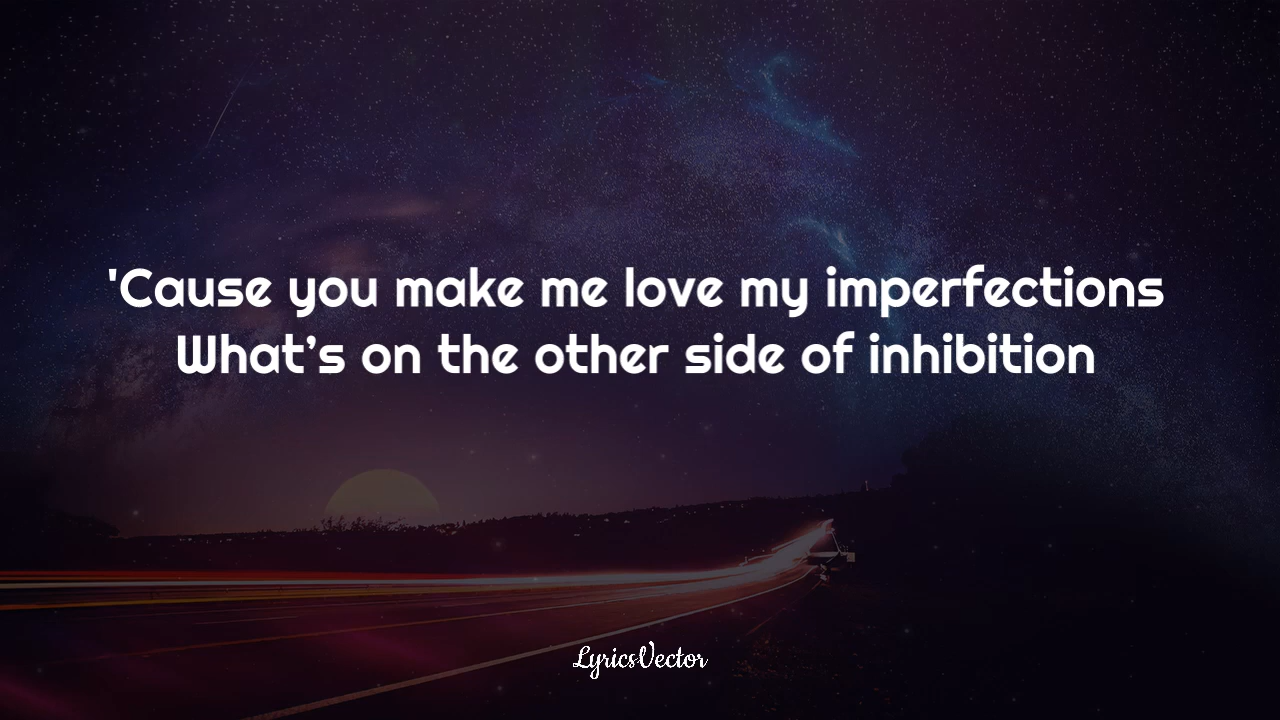 'Cause you make me love my imperfections
What’s on the other side of inhibition
LyricsVector